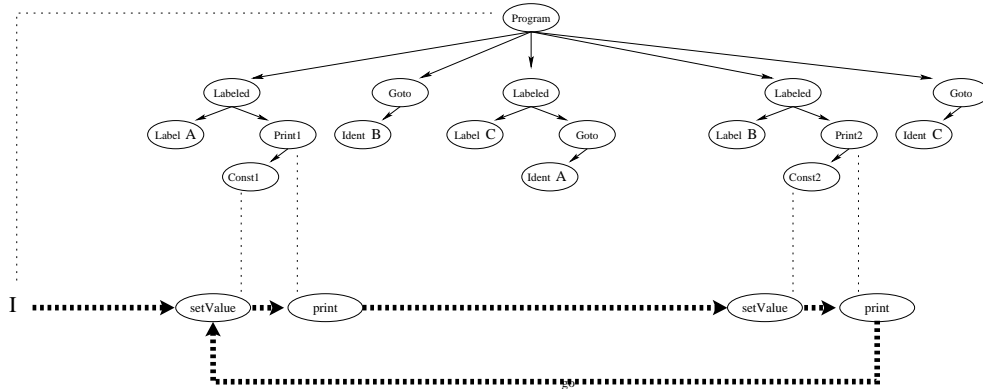 Program
Labeled Goto Labeled Labeled Goto
Label A Print1 Ident B Label C Goto Label B Print2 Ident C
Const1 Ident A Const2
I setValue print setValue print
go